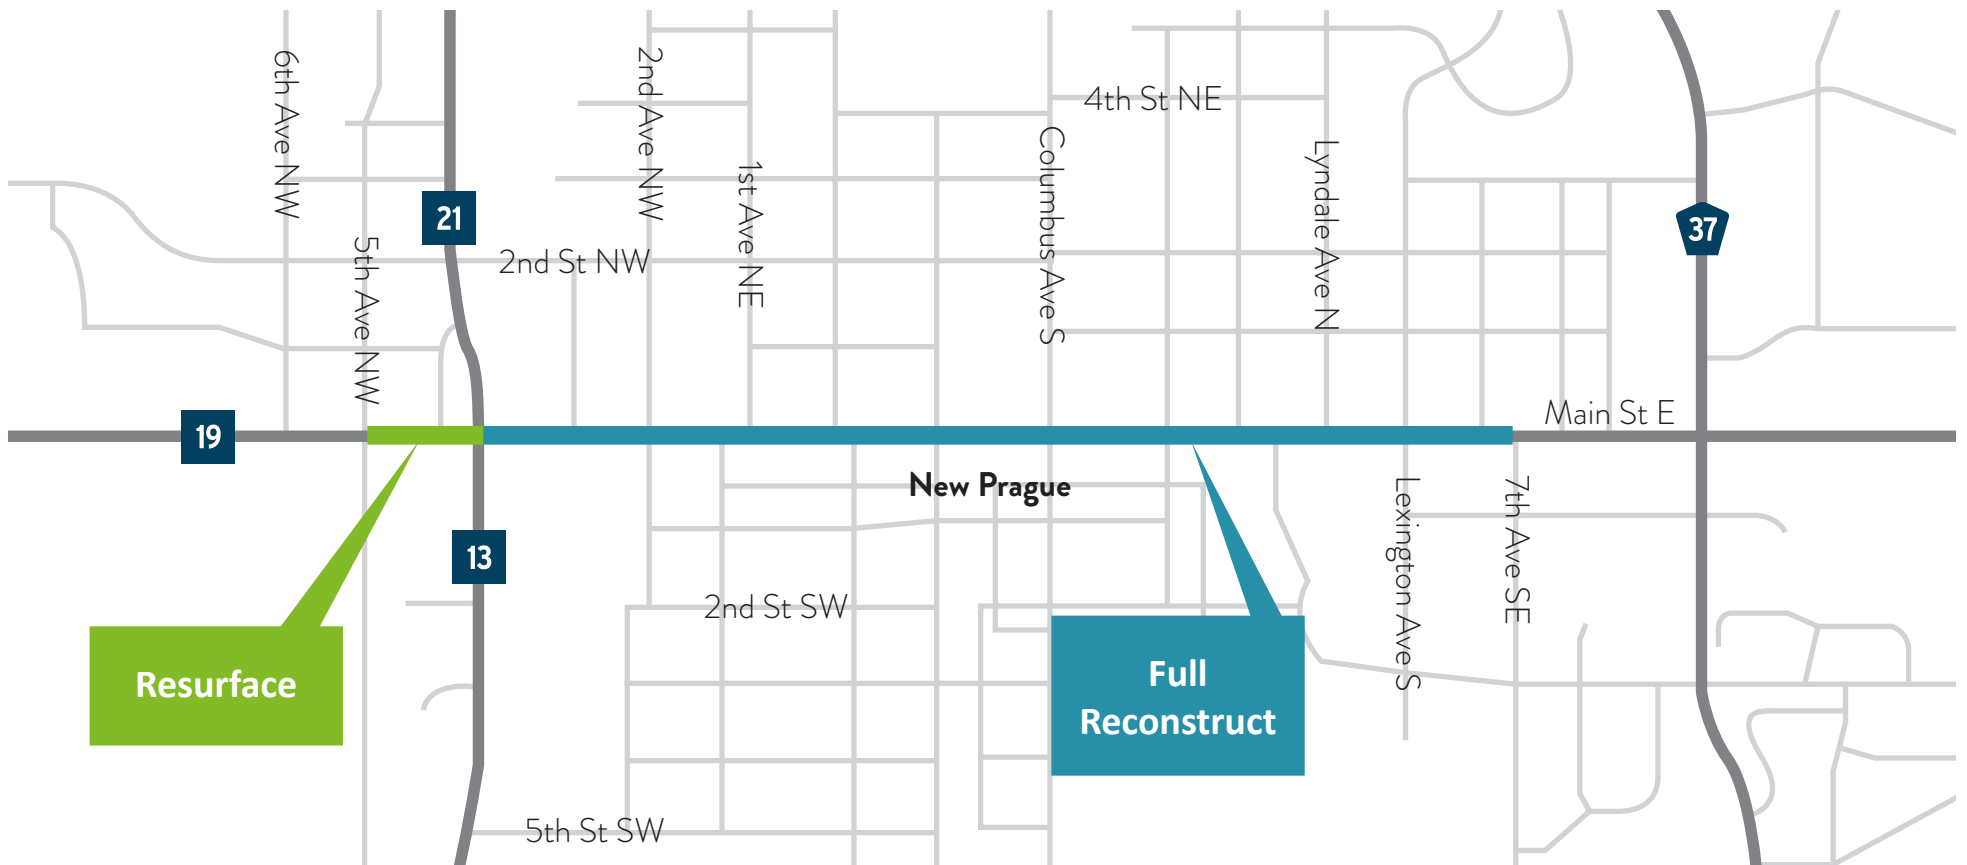 6th Ave NW
2nd Ave NW
4th St NE
Columbus Ave S
Lyndale Ave N
1st Ave NE
21
37
5th Ave NW
2nd St NW
Main St E
19
New Prague
Lexington Ave S
7th Ave SE
13
2nd St SW
Resurface
Full
Reconstruct
5th St SW